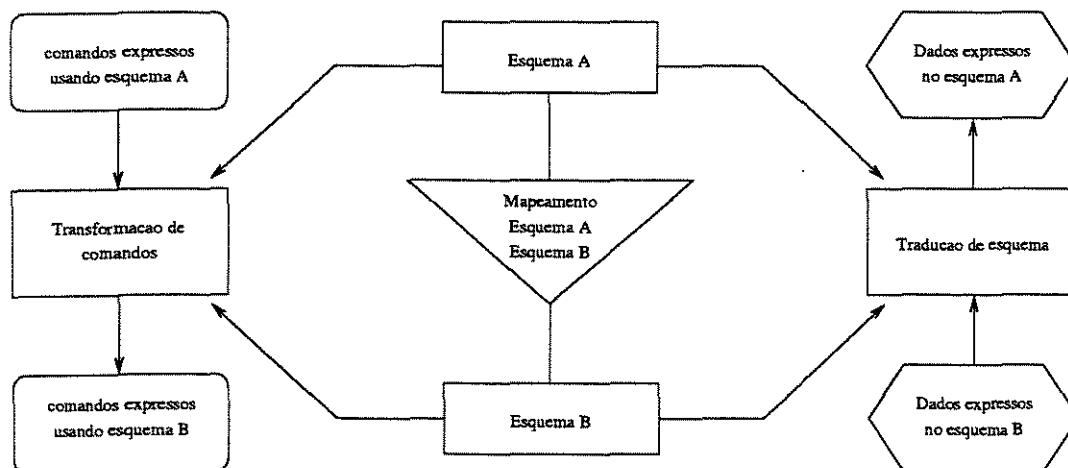 comandos expressos
usando esquema A
Esquema A
Dados expressos
no esquema A
Transformacao de
comandos
Mapeamento
Esquema A
Esquema B
Traducao de esquema
comandos expressos
usando esquema B
Esquema B
Dados expressos
no esquema B